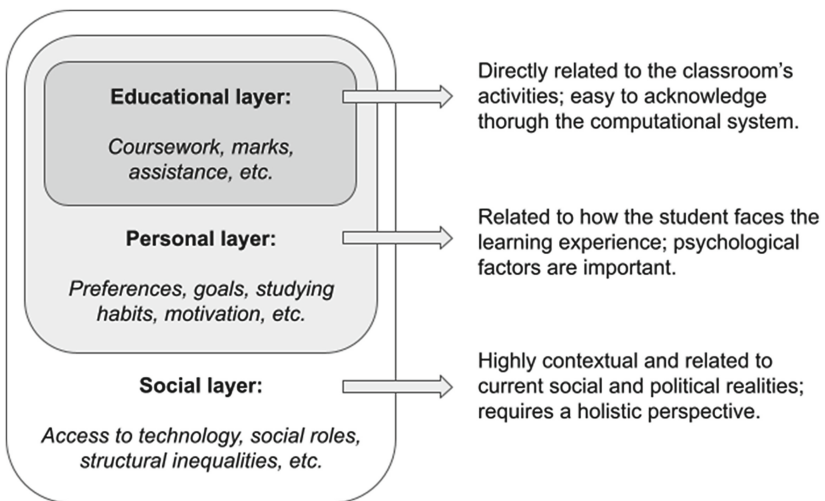 Educational layer:
Coursework, marks,
assistance, etc.
Directly related to the classroom's
activities; easy to acknowledge
thorugh the computational system.
Personal layer:
Preferences, goals, studying
habits, motivation, etc.
Related to how the student faces the
learning experience; psychological
factors are important.
Social layer:
Access to technology, social roles,
structural inequalities, etc.
Highly contextual and related to
current social and political realities;
requires a holistic perspective.